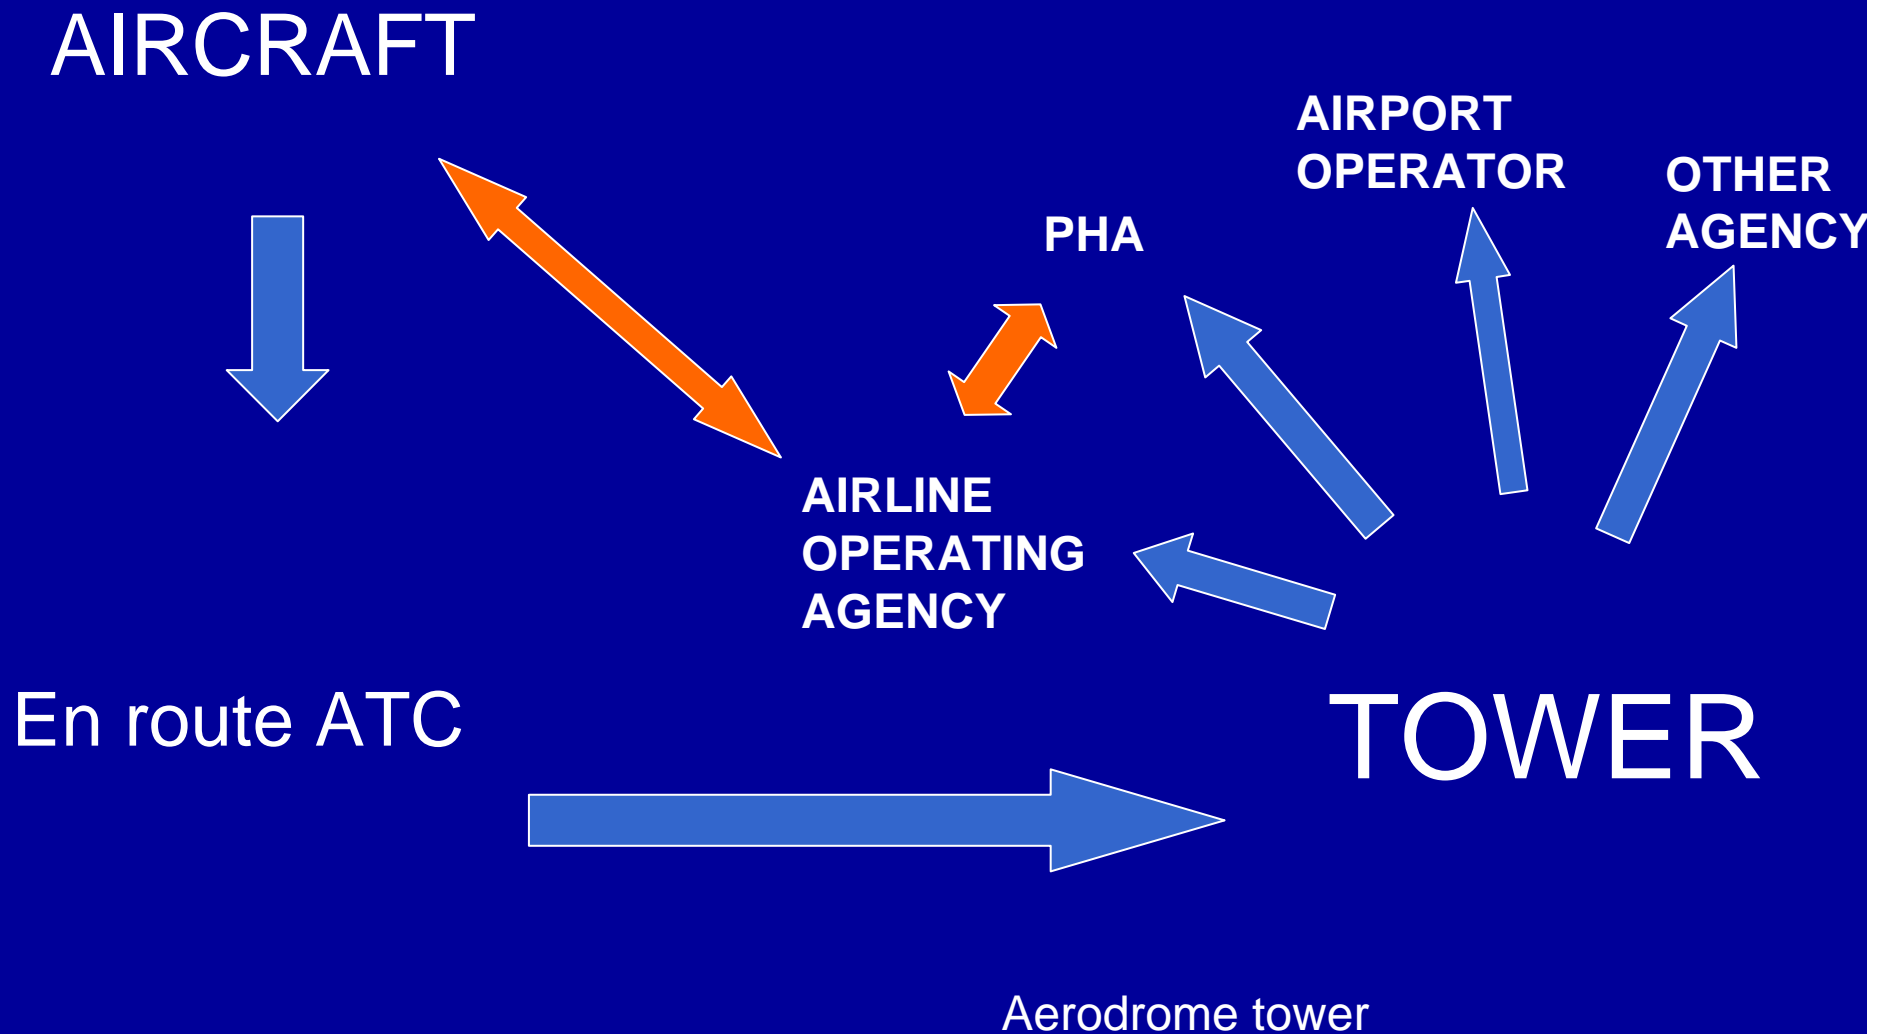 AIRCRAFT
AIRPORT
OPERATOR
OTHER
AGENCY
PHA
AIRLINE
OPERATING
AGENCY
En route ATC
TOWER
Aerodrome tower